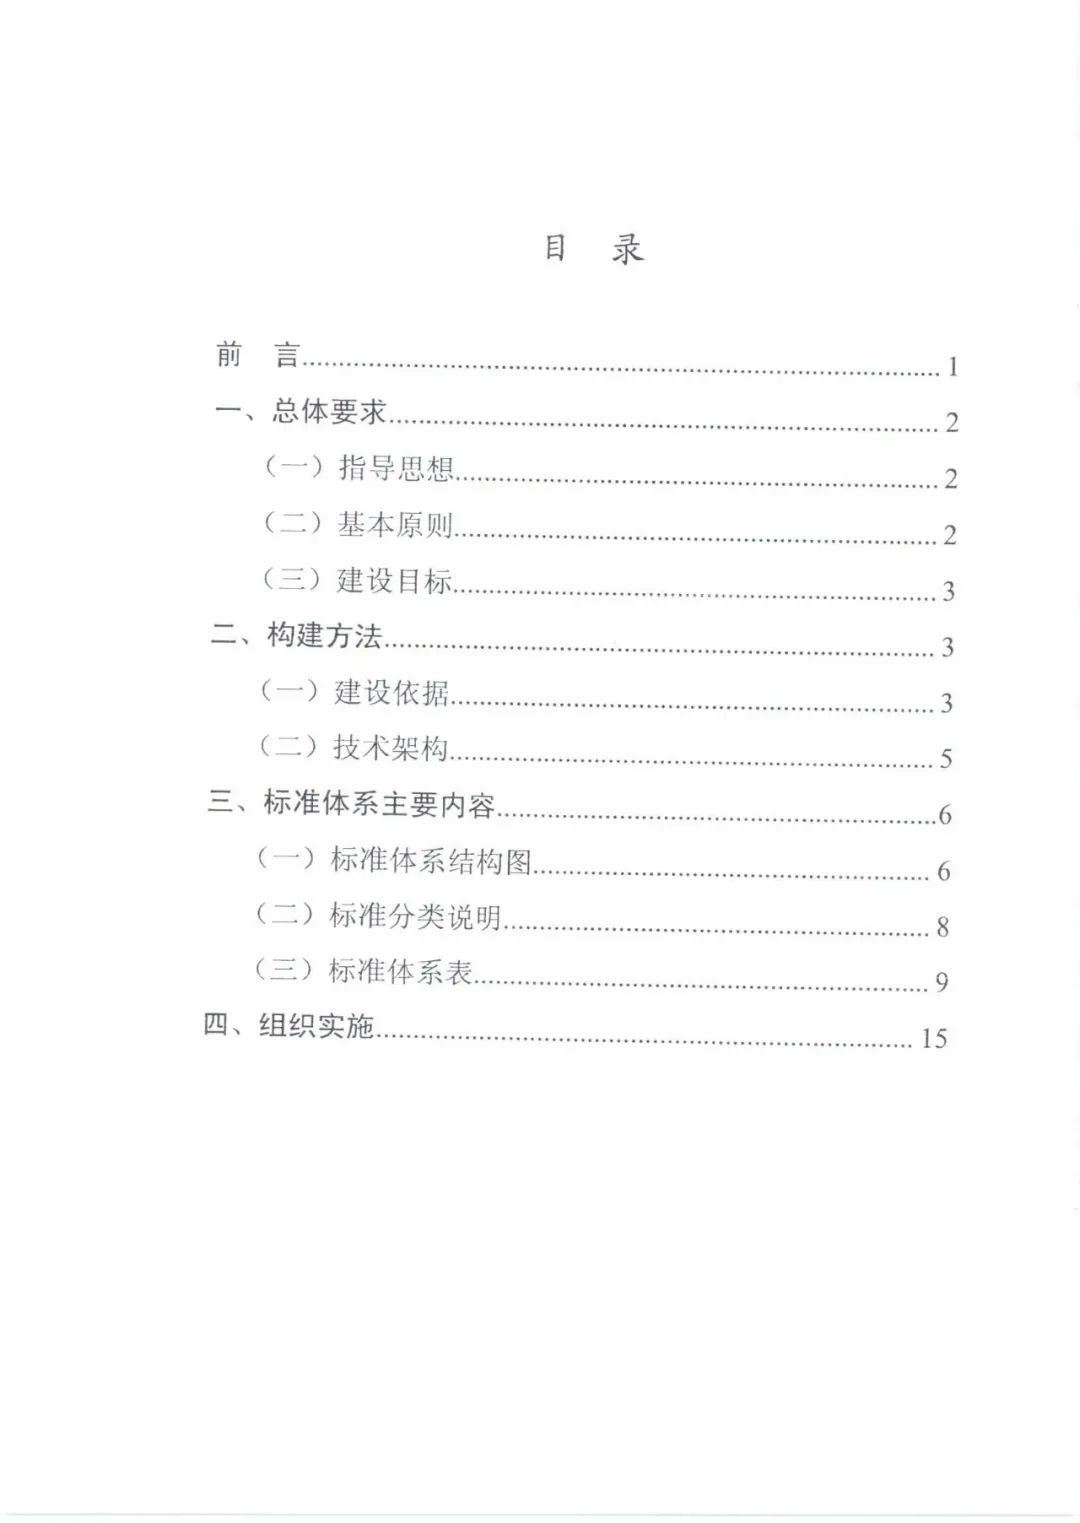 目 录
前 言........................ 1
一、总体要求........................ 2
（一）指导思想........................ 2
（二）基本原则........................ 2
（三）建设目标........................ 3
二、构建方法........................ 3
（一）建设依据........................ 3
（二）技术架构........................ 5
三、标准体系主要内容........................ 6
（一）标准体系结构图........................ 6
（二）标准分类说明........................ 8
（三）标准体系表........................ 9
四、组织实施........................ 15